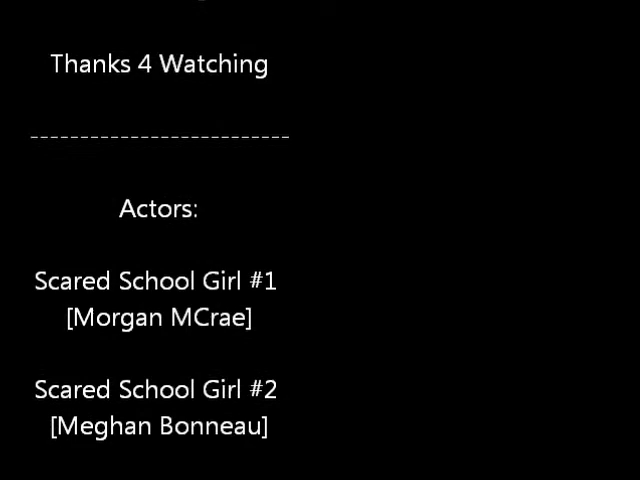 Thanks 4 Watching
--------------------------
Actors:
Scared School Girl #1
[Morgan MCrae]
Scared School Girl #2
[Meghan Bonneau]